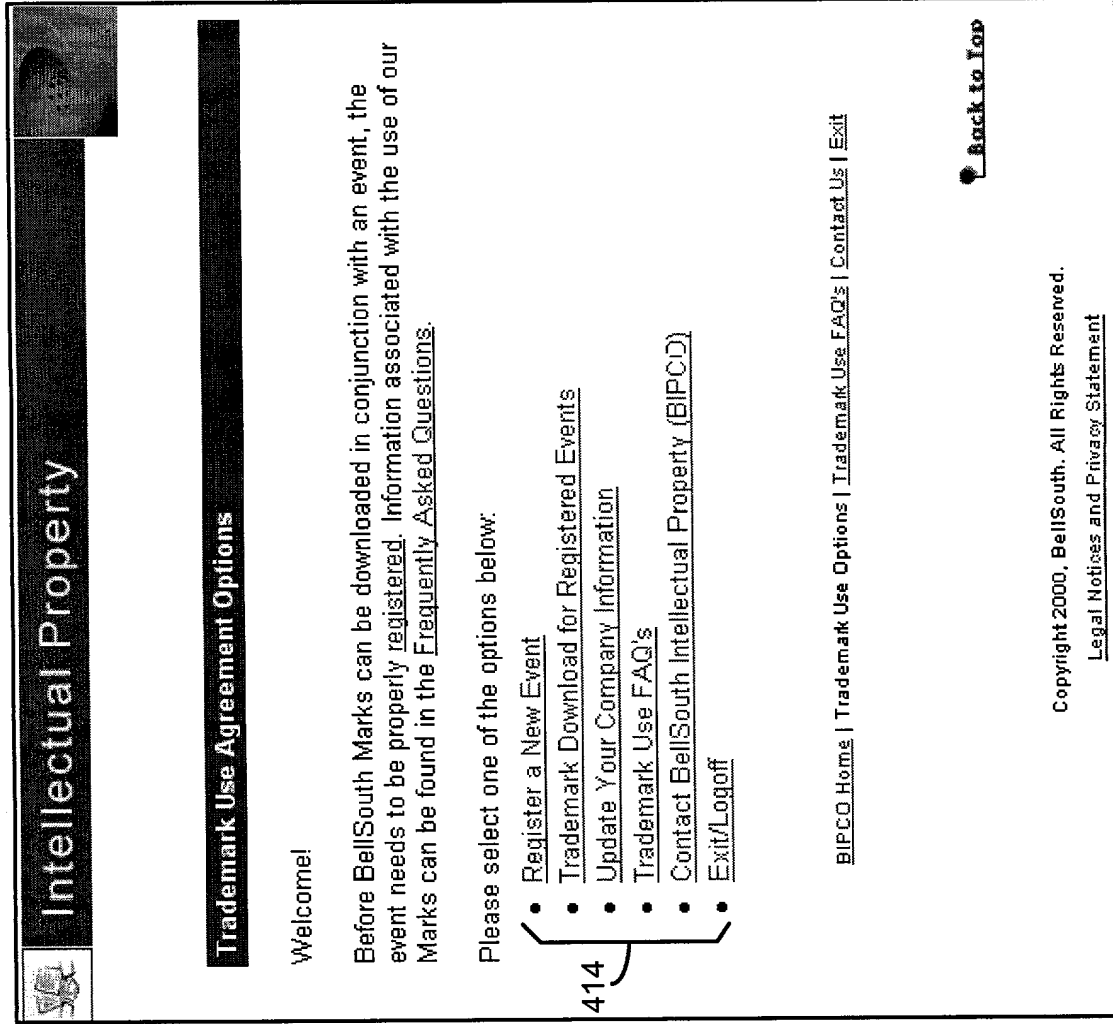 Intellectual Property
Trademark Use Agreement Options
Welcome!
Before BellSouth Marks can be downloaded in conjunction with an event, the
event needs to be properly registered. Information associated with the use of our
Marks can be found in the Frequently Asked Questions.
Please select one of the options below:
• Register a New Event
• Trademark Download for Registered Events
• Update Your Company Information
• Trademark Use FAQ's
• Contact BellSouth Intellectual Property (BIPCO)
• Exit/Logoff
414
BIPCO Home | Trademark Use Options | Trademark Use FAQ's | Contact Us | Exit
Back to Top
Copyright 2000, BellSouth. All Rights Reserved.
Legal Notices and Privacy Statement